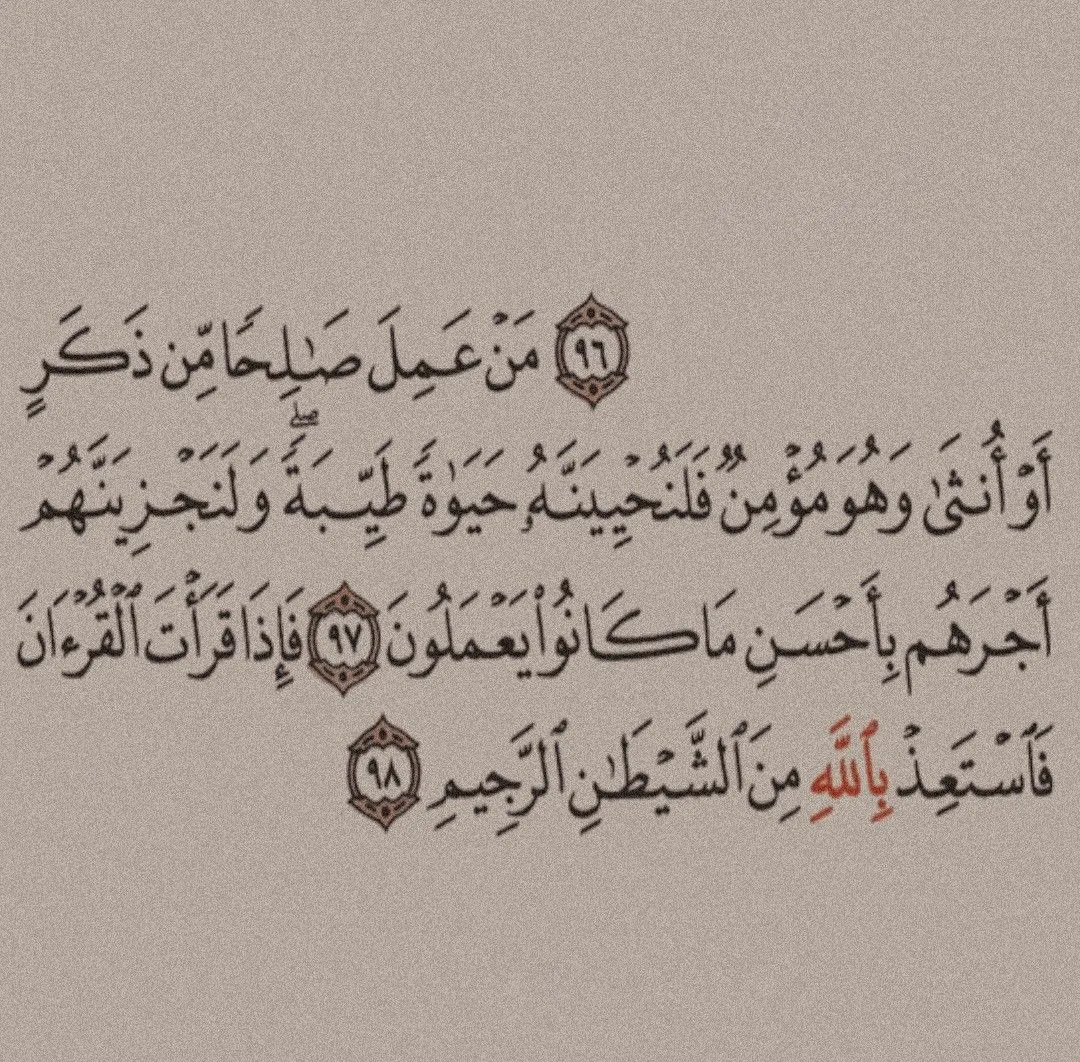 ﴿٩٦﴾ مَنْ عَمِلَ صَـٰلِحًا مِّن ذَكَرٍ
أَوْ أُنثَىٰ وَهُوَ مُؤْمِنٌ فَلَنُحْيِيَنَّهُۥ حَيَوٰةً طَيِّبَةًۖ وَلَنَجْزِيَنَّهُمْ
أَجْرَهُم بِأَحْسَنِ مَا كَانُوا۟ يَعْمَلُونَ ﴿٩٧﴾ فَإِذَا قَرَأْتَ ٱلْقُرْءَانَ
فَٱسْتَعِذْ بِٱللَّهِ مِنَ ٱلشَّيْطَـٰنِ ٱلرَّجِيمِ ﴿٩٨﴾